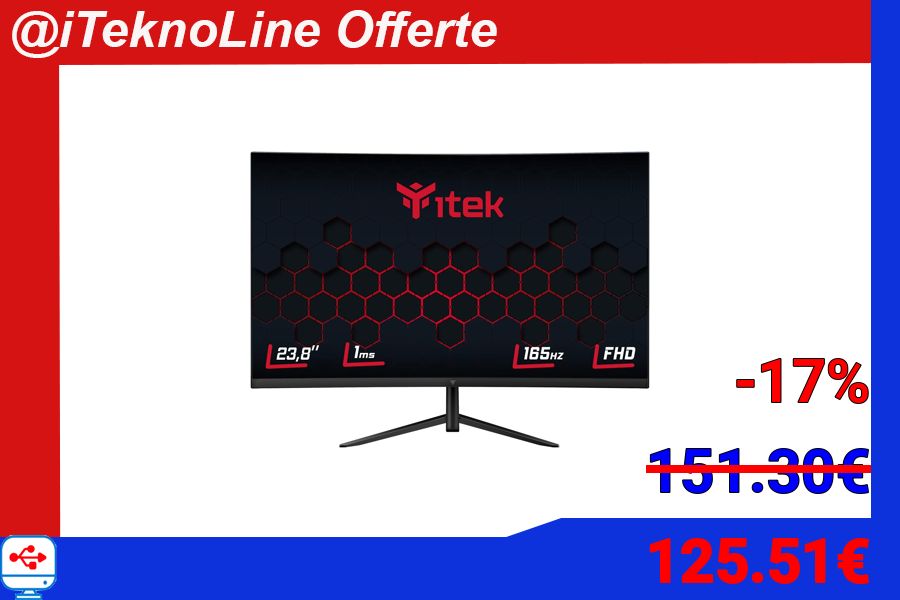 @iTeknoLine Offerte
itek
23,8" 1ms 165HZ FHD
-17%
151.30€
125.51€